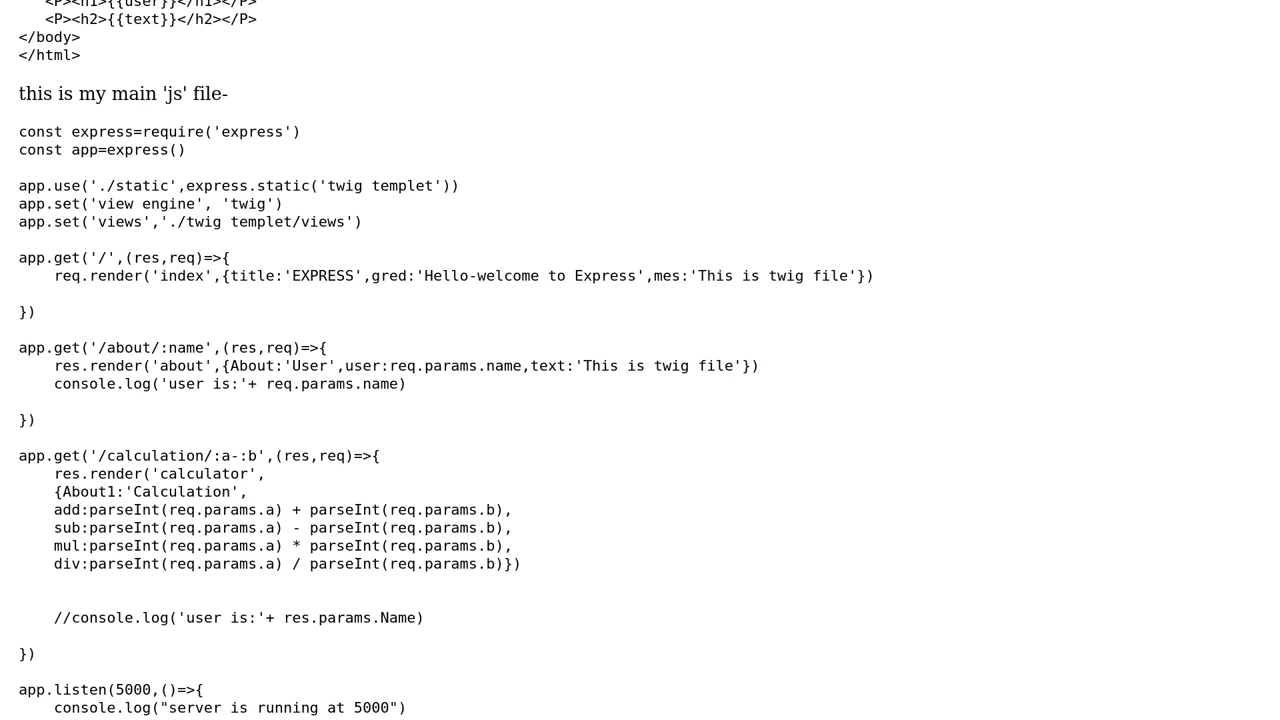 <P><h1>{{user}}</h1></P>
<P><h2>{{text}}</h2></P>
</body>
</html>
this is my main 'js' file-
const express=require('express')
const app=express()
app.use('./static',express.static('twig templet'))
app.set('view engine', 'twig')
app.set('views','./twig templet/views')
app.get('/',(res,req)=>{
    req.render('index',{title:'EXPRESS',gred:'Hello-welcome to Express',mes:'This is twig file'})
})
app.get('/about/:name',(res,req)=>{
    res.render('about',{About:'User',user:req.params.name,text:'This is twig file'})
    console.log('user is:'+ req.params.name)
})
app.get('/calculation/:a-:b',(res,req)=>{
    res.render('calculator',
    {About1:'Calculation',
    add:parseInt(req.params.a) + parseInt(req.params.b),
    sub:parseInt(req.params.a) - parseInt(req.params.b),
    mul:parseInt(req.params.a) * parseInt(req.params.b),
    div:parseInt(req.params.a) / parseInt(req.params.b)})
    //console.log('user is:'+ res.params.Name)
})
app.listen(5000,()=>{
    console.log("server is running at 5000")